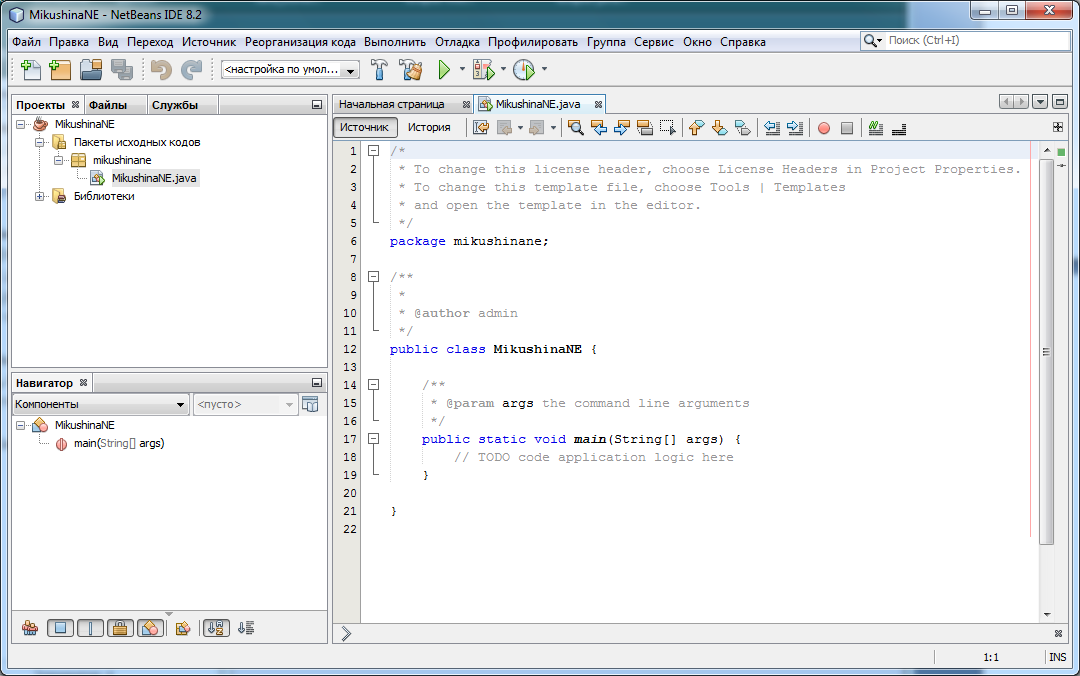 MikushinaNE - NetBeans IDE 8.2
Файл Правка Вид Переход Источник Реорганизация кода Выполнить Отладка Профилировать Группа Сервис Окно Справка
Поиск (Ctrl+I)
<настройка по умол...
Проекты Файлы Службы
MikushinaNE
Пакеты исходных кодов
mikushinane
MikushinaNE.java
Библиотеки
Навигатор
Компоненты <пусто>
MikushinaNE
main(String[] args)
Начальная страница MikushinaNE.java
Источник История
1 /*
2 * To change this license header, choose License Headers in Project Properties.
3 * To change this template file, choose Tools | Templates
4 * and open the template in the editor.
5 */
6 package mikushinane;
7
8 /**
9 *
10 * @author admin
11 */
12 public class MikushinaNE {
13
14 /**
15 * @param args the command line arguments
16 */
17 public static void main(String[] args) {
18 // TODO code application logic here
19 }
20
21 }
22
1:1 INS